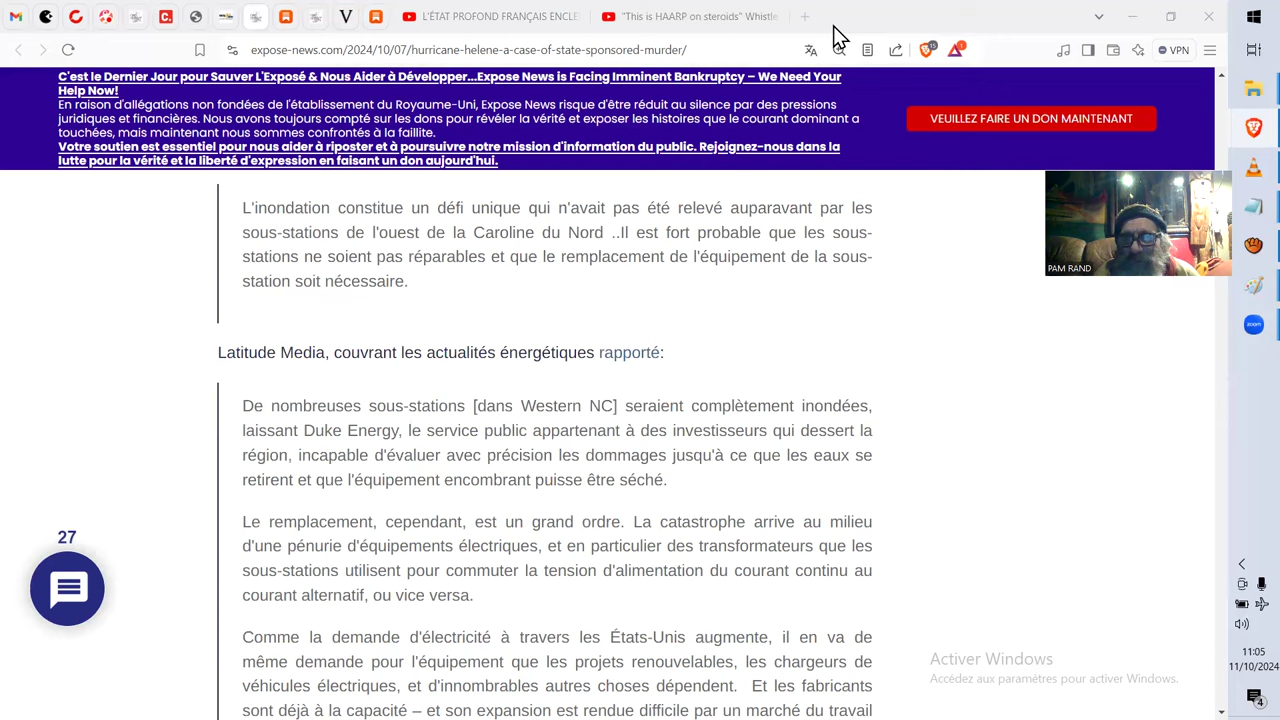 L'ÉTAT PROFOND FRANÇAIS ENCLE
"This is HAARP on steroids" Whistle
expose-news.com/2024/10/07/hurricane-helene-a-case-of-state-sponsored-murder/
15
1
VPN
C'est le Dernier Jour pour Sauver L'Exposé & Nous Aider à Développer...Expose News is Facing Imminent Bankruptcy – We Need Your
Help Now!
En raison d'allégations non fondées de l'établissement du Royaume-Uni, Expose News risque d'être réduit au silence par des pressions
juridiques et financières. Nous avons toujours compté sur les dons pour révéler la vérité et exposer les histoires que le courant dominant a
touchées, mais maintenant nous sommes confrontés à la faillite.
Votre soutien est essentiel pour nous aider à riposter et à poursuivre notre mission d'information du public. Rejoignez-nous dans la
lutte pour la vérité et la liberté d'expression en faisant un don aujourd'hui.
VEUILLEZ FAIRE UN DON MAINTENANT
L'inondation constitue un défi unique qui n'avait pas été relevé auparavant par les
sous-stations de l'ouest de la Caroline du Nord ..Il est fort probable que les sous-
stations ne soient pas réparables et que le remplacement de l'équipement de la sous-
station soit nécessaire.
PAM RAND
Latitude Media, couvrant les actualités énergétiques rapporté:
De nombreuses sous-stations [dans Western NC] seraient complètement inondées,
laissant Duke Energy, le service public appartenant à des investisseurs qui dessert la
région, incapable d'évaluer avec précision les dommages jusqu'à ce que les eaux se
retirent et que l'équipement encombrant puisse être séché.
Le remplacement, cependant, est un grand ordre. La catastrophe arrive au milieu
d'une pénurie d'équipements électriques, et en particulier des transformateurs que les
sous-stations utilisent pour commuter la tension d'alimentation du courant continu au
courant alternatif, ou vice versa.
Comme la demande d'électricité à travers les États-Unis augmente, il en va de
même demande pour l'équipement que les projets renouvelables, les chargeurs de
véhicules électriques, et d'innombrables autres choses dépendent. Et les fabricants
sont déjà à la capacité – et son expansion est rendue difficile par un marché du travail
27
Activer Windows
Accédez aux paramètres pour activer Windows.
zoom
11:05
11/10/2024
4